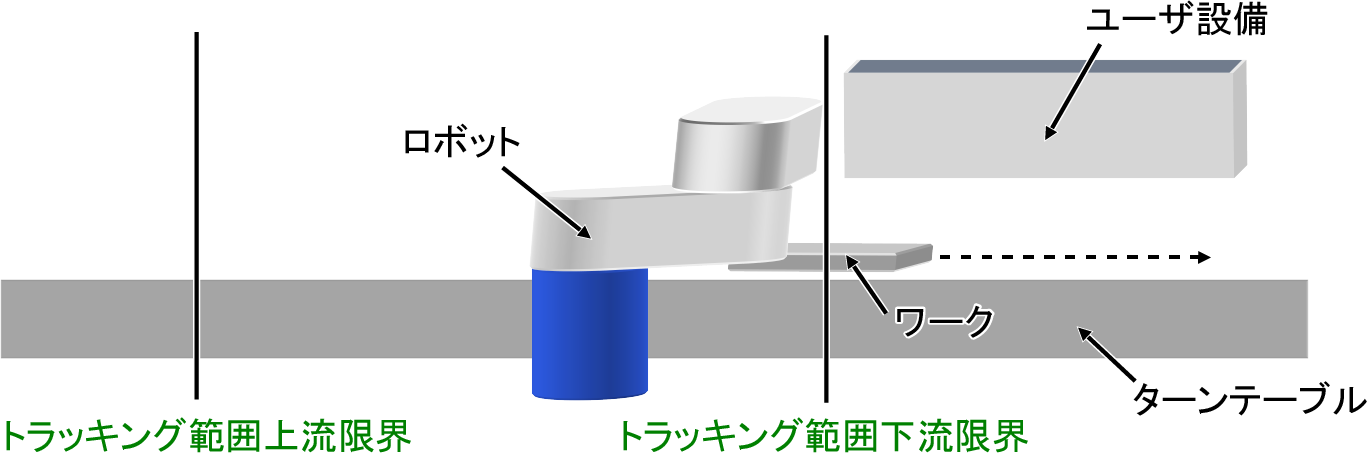 ユーザ設備
ロボット
ワーク
ターンテーブル
トラッキング範囲上流限界
トラッキング範囲下流限界